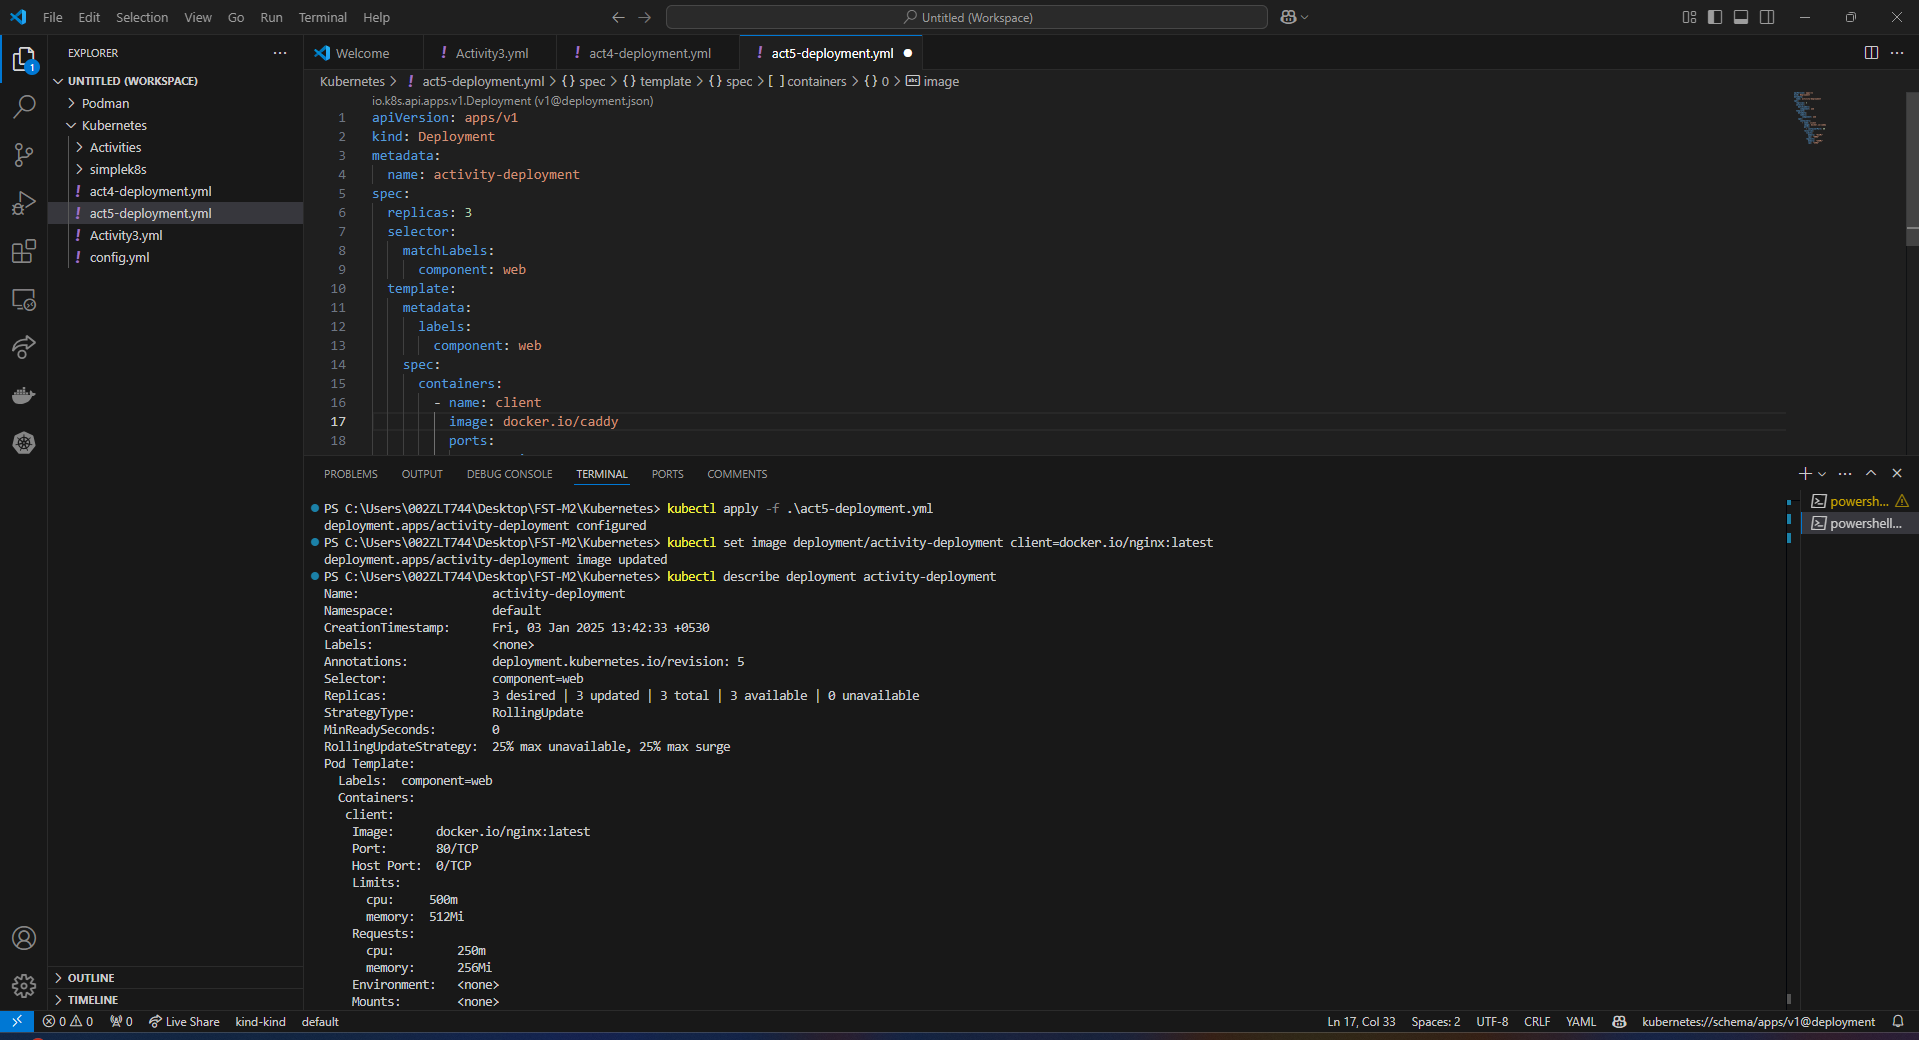 File Edit Selection View Go Run Terminal Help
Untitled (Workspace)
EXPLORER
1
UNTITLED (WORKSPACE)
Podman
Kubernetes
Activities
simplek8s
! act4-deployment.yml
! act5-deployment.yml
! Activity3.yml
! config.yml
OUTLINE
TIMELINE
Welcome
! Activity3.yml
! act4-deployment.yml
! act5-deployment.yml
Kubernetes > ! act5-deployment.yml > {} spec > {} template > {} spec > [ ] containers > {} 0 > abc image
io.k8s.api.apps.v1.Deployment (v1@deployment.json)
1 apiVersion: apps/v1
2 kind: Deployment
3 metadata:
4 name: activity-deployment
5 spec:
6 replicas: 3
7 selector:
8 matchLabels:
9 component: web
10 template:
11 metadata:
12 labels:
13 component: web
14 spec:
15 containers:
16 - name: client
17 image: docker.io/caddy
18 ports:
PROBLEMS OUTPUT DEBUG CONSOLE TERMINAL PORTS COMMENTS
powersh...
powershell...
PS C:\Users\002ZLT744\Desktop\FST-M2\Kubernetes> kubectl apply -f .\act5-deployment.yml
deployment.apps/activity-deployment configured
PS C:\Users\002ZLT744\Desktop\FST-M2\Kubernetes> kubectl set image deployment/activity-deployment client=docker.io/nginx:latest
deployment.apps/activity-deployment image updated
PS C:\Users\002ZLT744\Desktop\FST-M2\Kubernetes> kubectl describe deployment activity-deployment
Name: activity-deployment
Namespace: default
CreationTimestamp: Fri, 03 Jan 2025 13:42:33 +0530
Labels: <none>
Annotations: deployment.kubernetes.io/revision: 5
Selector: component=web
Replicas: 3 desired | 3 updated | 3 total | 3 available | 0 unavailable
StrategyType: RollingUpdate
MinReadySeconds: 0
RollingUpdateStrategy: 25% max unavailable, 25% max surge
Pod Template:
Labels: component=web
Containers:
client:
Image: docker.io/nginx:latest
Port: 80/TCP
Host Port: 0/TCP
Limits:
cpu: 500m
memory: 512Mi
Requests:
cpu: 250m
memory: 256Mi
Environment: <none>
Mounts: <none>
0 0 0 Live Share kind-kind default
Ln 17, Col 33 Spaces: 2 UTF-8 CRLF YAML kubernetes://schema/apps/v1@deployment